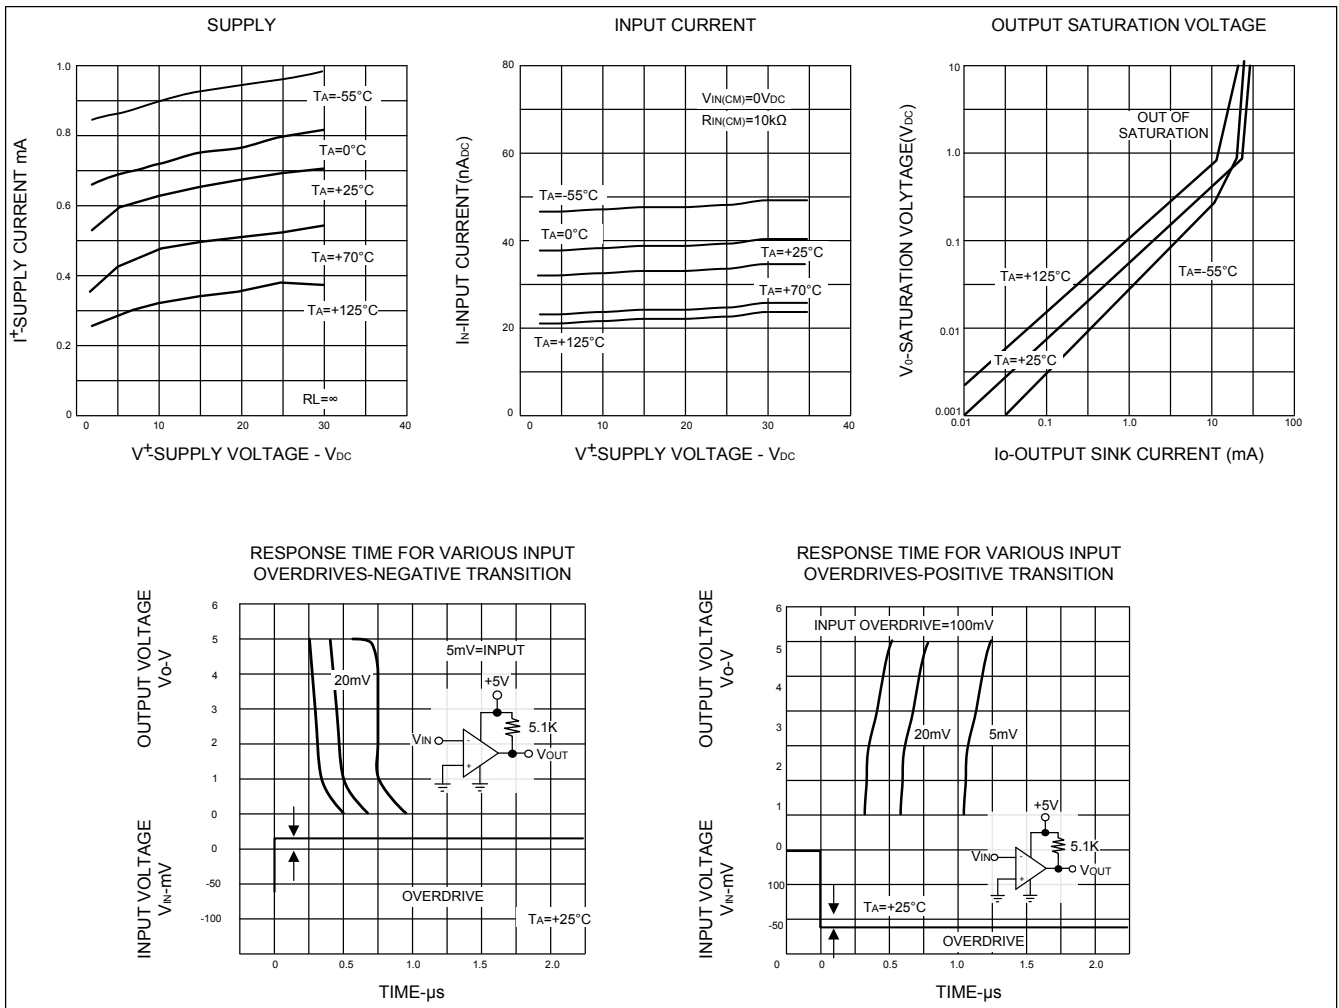 SUPPLY
I+-SUPPLY CURRENT mA
1.0
0.8
0.6
0.4
0.2
0
TA=-55°C
TA=0°C
TA=+25°C
TA=+70°C
TA=+125°C
RL=∞
0 10 20 30 40
V+-SUPPLY VOLTAGE - VDC
INPUT CURRENT
IN-INPUT CURRENT(nADC)
80
60
40
20
0
VIN(CM)=0VDC
RIN(CM)=10kΩ
TA=-55°C
TA=0°C
TA=+25°C
TA=+70°C
TA=+125°C
0 10 20 30 40
V+-SUPPLY VOLTAGE - VDC
OUTPUT SATURATION VOLTAGE
V0-SATURATION VOLYTAGE(VDC)
10
1.0
0.1
0.01
0.001
OUT OF
SATURATION
TA=+125°C
TA=-55°C
TA=+25°C
0.01 0.1 1.0 10 100
Io-OUTPUT SINK CURRENT (mA)
RESPONSE TIME FOR VARIOUS INPUT
OVERDRIVES-NEGATIVE TRANSITION
OUTPUT VOLTAGE
Vo-V
INPUT VOLTAGE
VIN-mV
6
5
4
3
2
1
0
0
-50
-100
5mV=INPUT
20mV
+5V
5.1K
VIN
-
+
VOUT
OVERDRIVE
TA=+25°C
0 0.5 1.0 1.5 2.0
TIME-µs
RESPONSE TIME FOR VARIOUS INPUT
OVERDRIVES-POSITIVE TRANSITION
OUTPUT VOLTAGE
Vo-V
INPUT VOLTAGE
VIN-mV
6
5
4
3
2
1
0
100
-50
INPUT OVERDRIVE=100mV
20mV
5mV
+5V
5.1K
VIN
-
+
VOUT
TA=+25°C
OVERDRIVE
0 0 0.5 1.0 1.5 2.0
TIME-µs